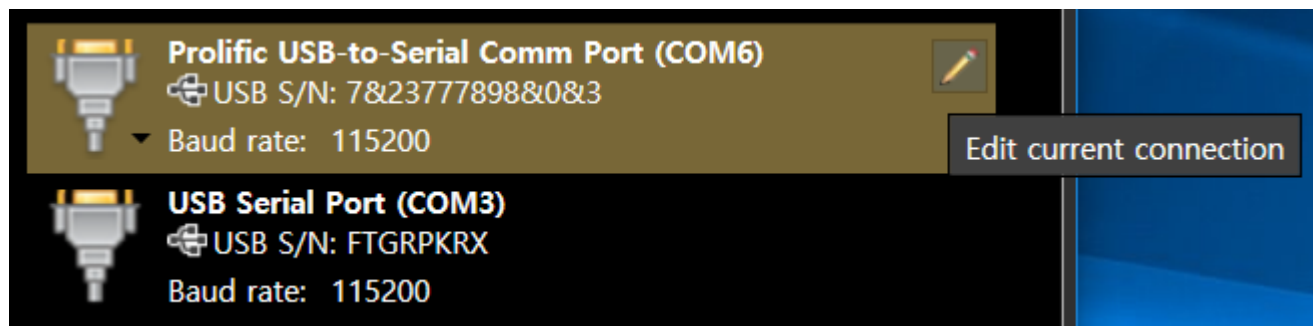 Prolific USB-to-Serial Comm Port (COM6)
USB S/N: 7&23777898&0&3
Baud rate: 115200
Edit current connection
USB Serial Port (COM3)
USB S/N: FTGRPKRX
Baud rate: 115200